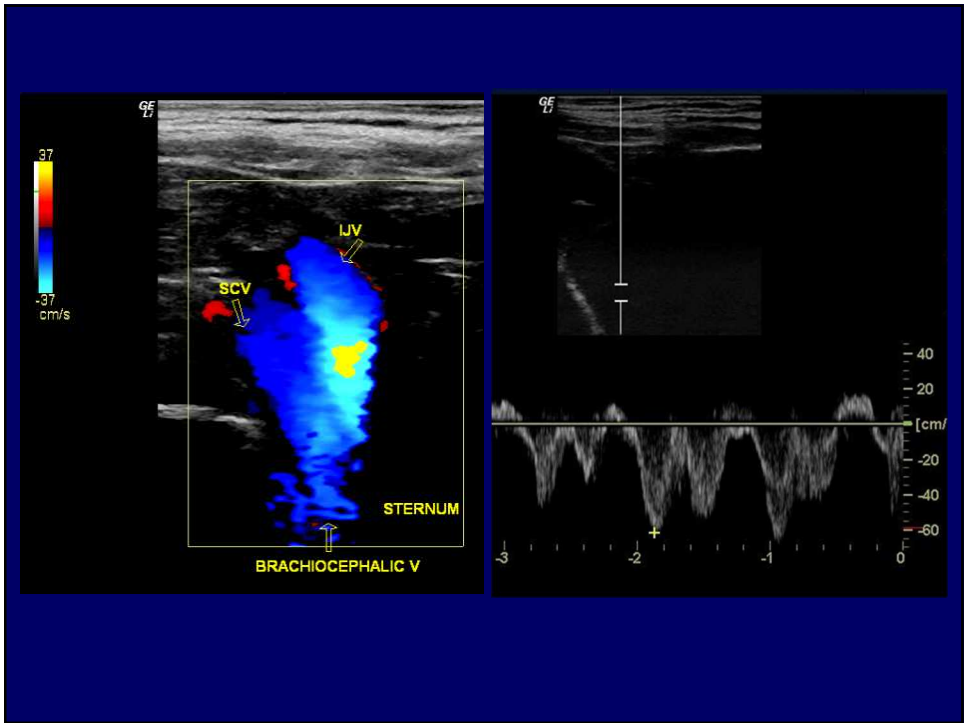 GE
Li
37
-37
cm/s
IJV
SCV
STERNUM
BRACHIOCEPHALIC V
GE
Li
40
20
[cm/
-20
-40
-60
-3
-2
-1
0